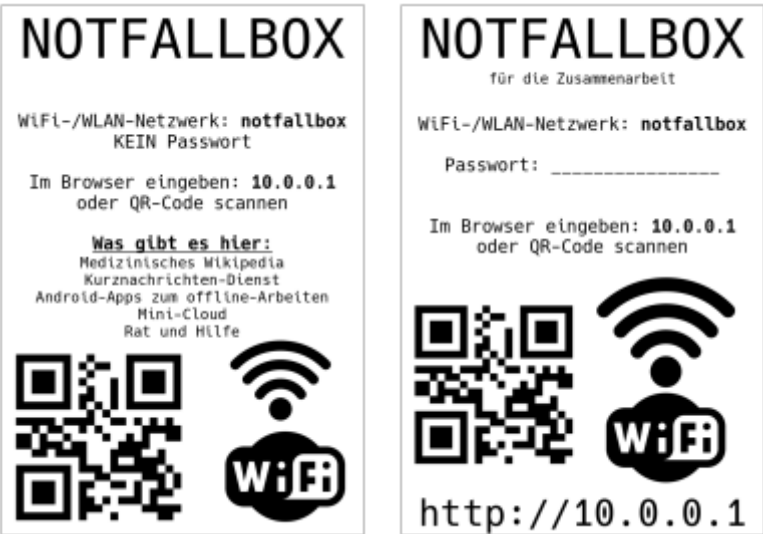 NOTFALLBOX
WiFi-/WLAN-Netzwerk: notfallbox
KEIN Passwort
Im Browser eingeben: 10.0.0.1
oder QR-Code scannen
Was gibt es hier:
Medizinisches Wikipedia
Kurznachrichten-Dienst
Android-Apps zum offline-Arbeiten
Mini-Cloud
Rat und Hilfe
WiFi
NOTFALLBOX
für die Zusammenarbeit
WiFi-/WLAN-Netzwerk: notfallbox
Passwort: ________________
Im Browser eingeben: 10.0.0.1
oder QR-Code scannen
WiFi
http://10.0.0.1